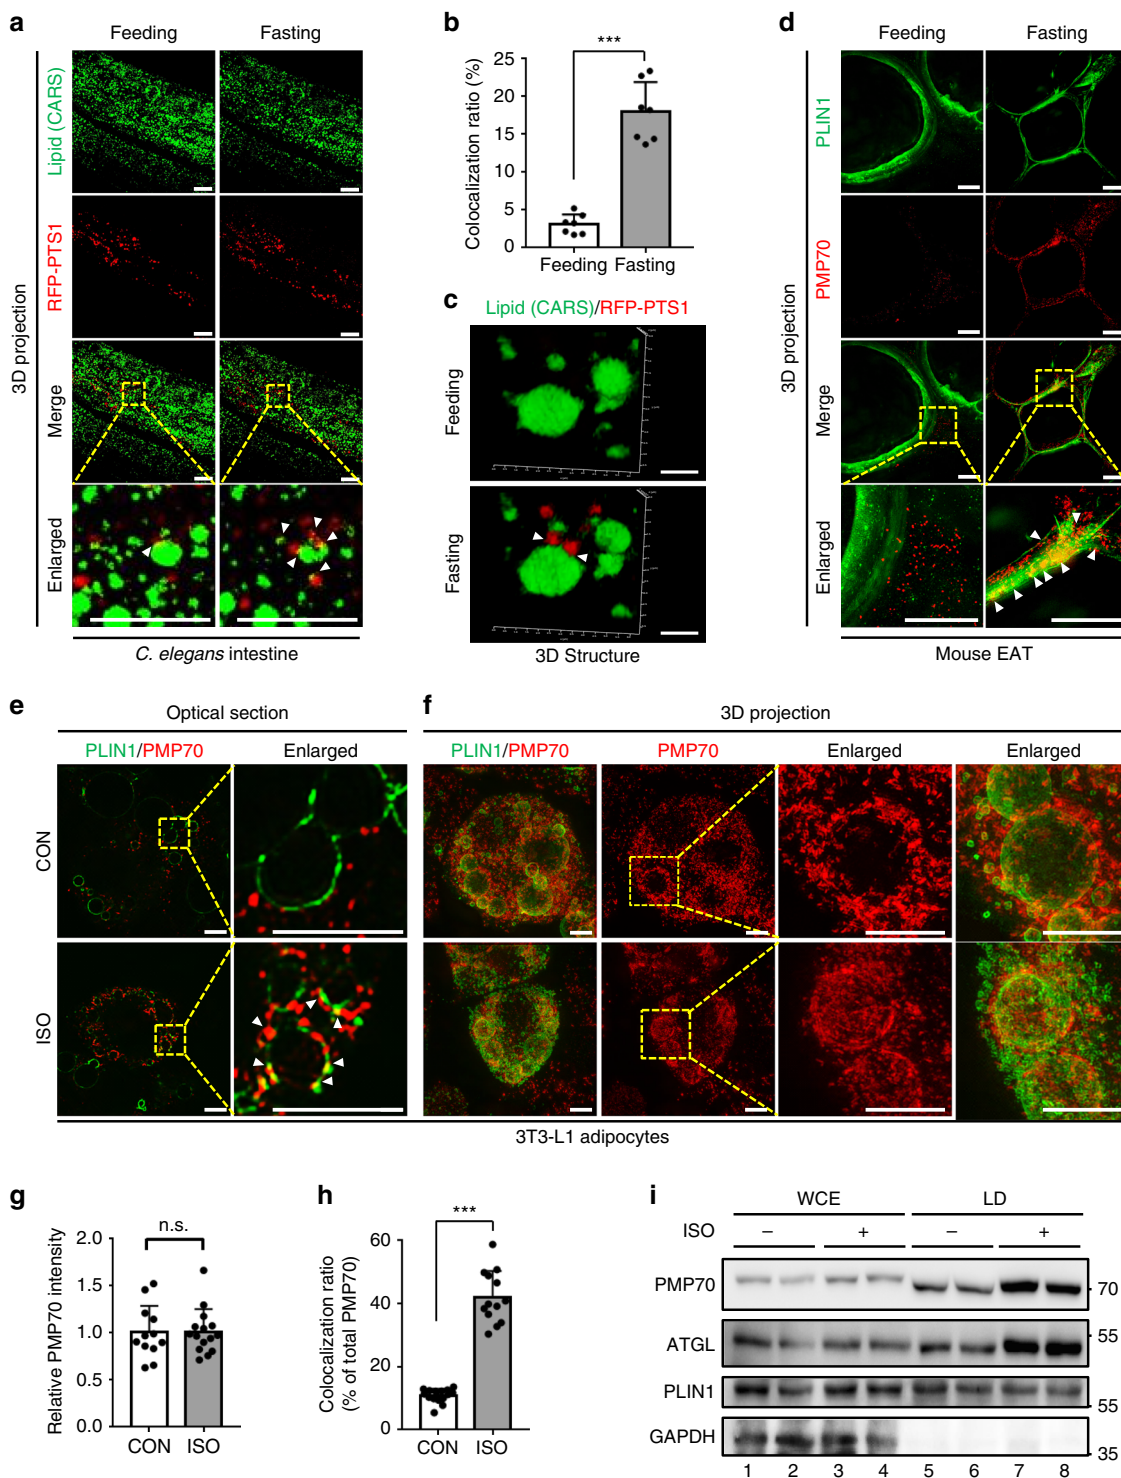 a
Feeding Fasting
Lipid (CARS)
RFP-PTS1
Merge
Enlarged
3D projection
C. elegans intestine
b
***
Colocalization ratio (%)
25
20
15
10
5
0
Feeding Fasting
c
Lipid (CARS)/RFP-PTS1
Feeding
Fasting
3D Structure
d
Feeding Fasting
PLIN1
PMP70
Merge
Enlarged
3D projection
Mouse EAT
e
Optical section
PLIN1/PMP70 Enlarged
CON
ISO
f
3D projection
PLIN1/PMP70 PMP70 Enlarged Enlarged
3T3-L1 adipocytes
g
n.s.
Relative PMP70 intensity
2.0
1.5
1.0
0.5
0.0
CON ISO
h
***
Colocalization ratio
(% of total PMP70)
60
40
20
0
CON ISO
i
WCE LD
ISO − + − +
PMP70 70
ATGL 55
PLIN1 55
GAPDH 35
1 2 3 4 5 6 7 8